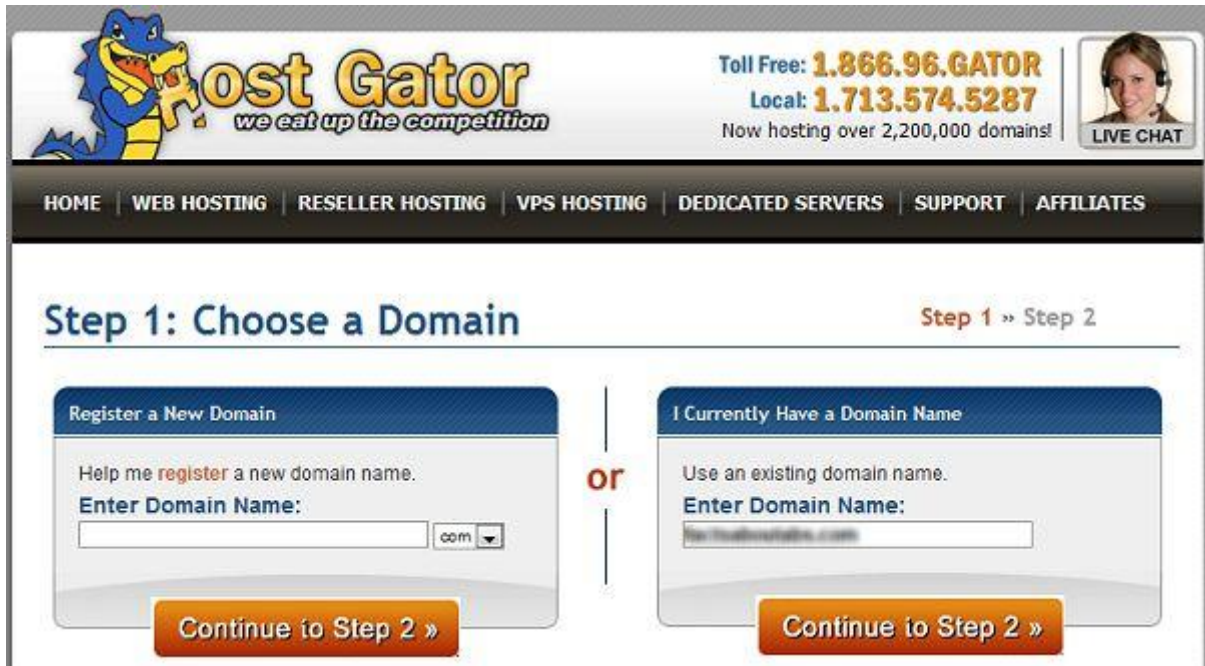 Host Gator
we eat up the competition
Toll Free: 1.866.96.GATOR
Local: 1.713.574.5287
Now hosting over 2,200,000 domains!
LIVE CHAT
HOME | WEB HOSTING | RESELLER HOSTING | VPS HOSTING | DEDICATED SERVERS | SUPPORT | AFFILIATES
Step 1: Choose a Domain
Step 1 » Step 2
Register a New Domain
Help me register a new domain name.
Enter Domain Name:
com
Continue to Step 2 »
or
I Currently Have a Domain Name
Use an existing domain name.
Enter Domain Name:
Continue to Step 2 »